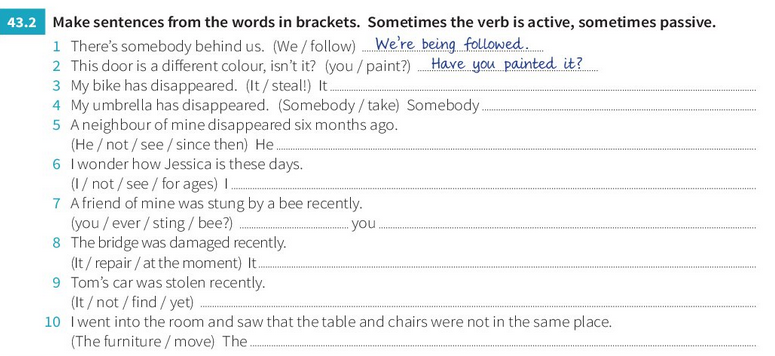 43.2 Make sentences from the words in brackets. Sometimes the verb is active, sometimes passive.
1 There's somebody behind us. (We / follow) We're being followed.
2 This door is a different colour, isn't it? (you / paint?) Have you painted it?
3 My bike has disappeared. (It / steal!) It
4 My umbrella has disappeared. (Somebody / take) Somebody
5 A neighbour of mine disappeared six months ago.
(He / not / see / since then) He
6 I wonder how Jessica is these days.
(I / not / see / for ages) I
7 A friend of mine was stung by a bee recently.
(you / ever / sting / bee?) you
8 The bridge was damaged recently.
(It / repair / at the moment) It
9 Tom's car was stolen recently.
(It / not / find / yet)
10 I went into the room and saw that the table and chairs were not in the same place.
(The furniture / move) The